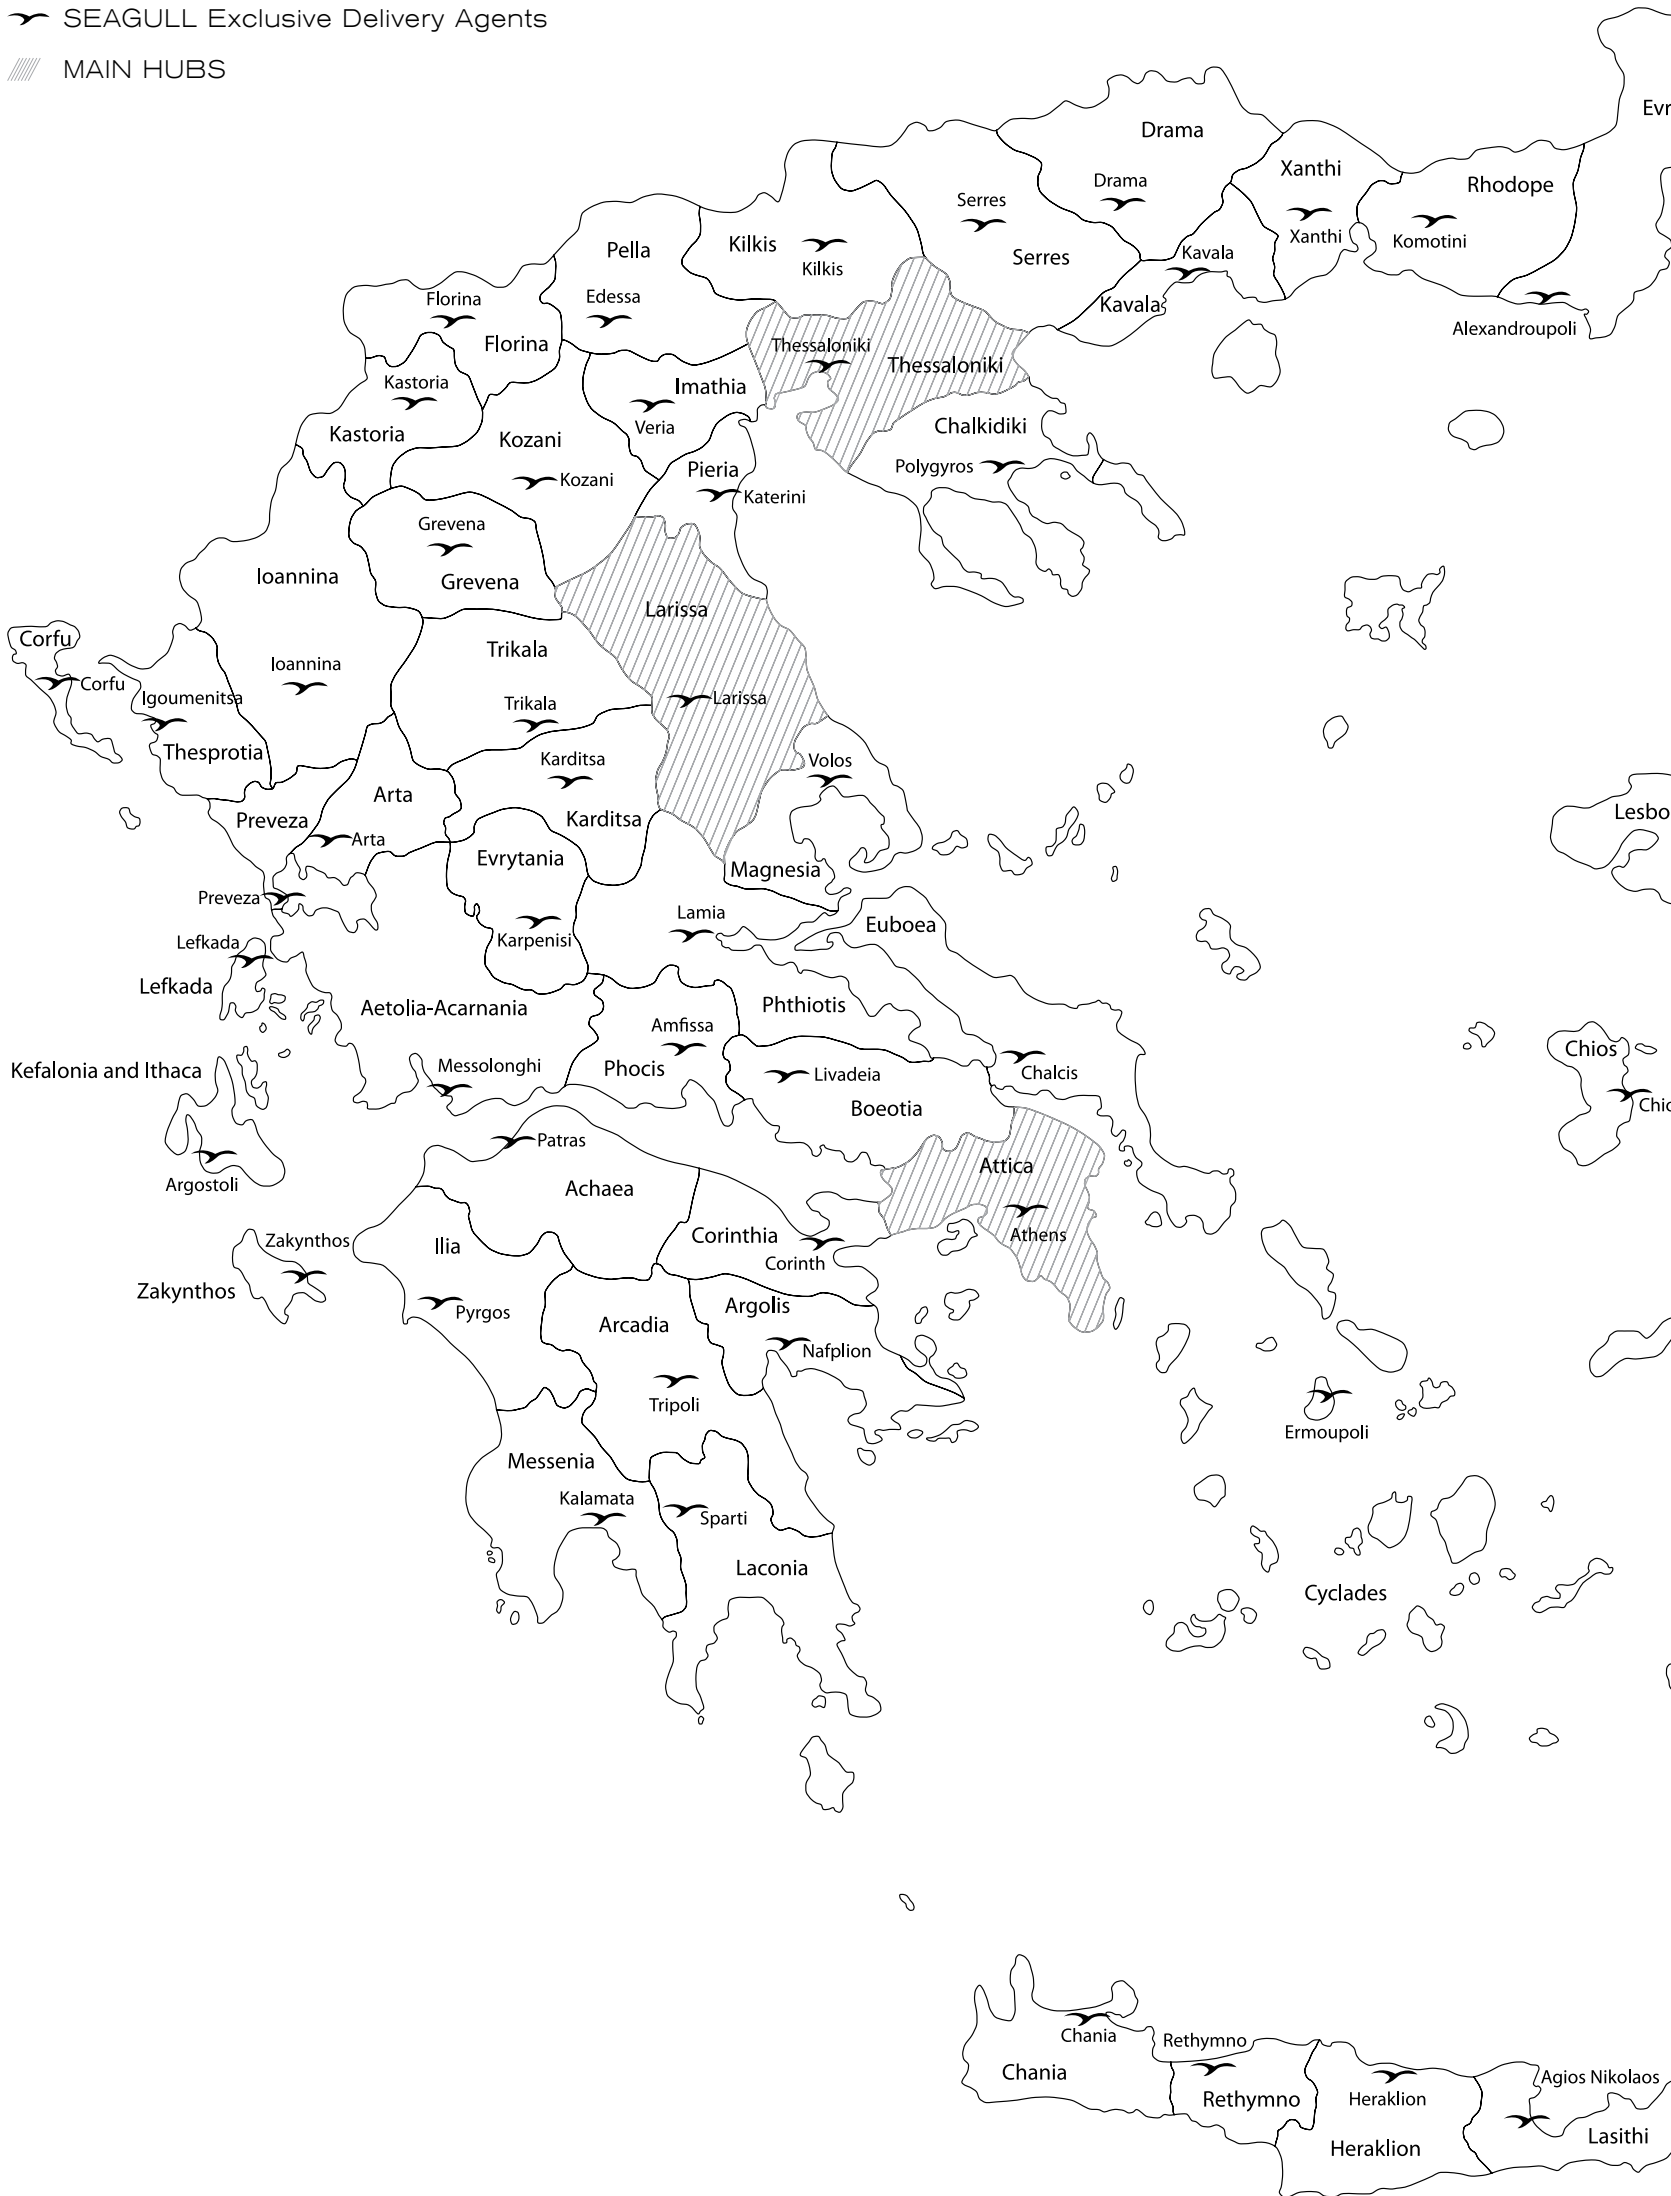 SEAGULL Exclusive Delivery Agents
MAIN HUBS
Evr
Drama
Drama
Xanthi
Xanthi
Rhodope
Komotini
Serres
Serres
Kavala
Kavala
Alexandroupoli
Pella
Edessa
Kilkis
Kilkis
Florina
Florina
Thessaloniki
Thessaloniki
Kastoria
Kastoria
Imathia
Veria
Kozani
Kozani
Chalkidiki
Polygyros
Pieria
Katerini
Grevena
Grevena
Ioannina
Ioannina
Larissa
Larissa
Corfu
Corfu
Igoumenitsa
Thesprotia
Trikala
Trikala
Karditsa
Karditsa
Volos
Magnesia
Arta
Arta
Preveza
Preveza
Evrytania
Karpenisi
Lesbo
Lamia
Euboea
Lefkada
Lefkada
Aetolia-Acarnania
Phthiotis
Amfissa
Phocis
Kefalonia and Ithaca
Messolonghi
Livadeia
Boeotia
Chalcis
Chios
Chio
Argostoli
Patras
Achaea
Attica
Athens
Corinthia
Corinth
Zakynthos
Zakynthos
Ilia
Pyrgos
Arcadia
Tripoli
Argolis
Nafplion
Ermoupoli
Messenia
Kalamata
Sparti
Laconia
Cyclades
Chania
Chania
Rethymno
Rethymno
Heraklion
Heraklion
Agios Nikolaos
Lasithi